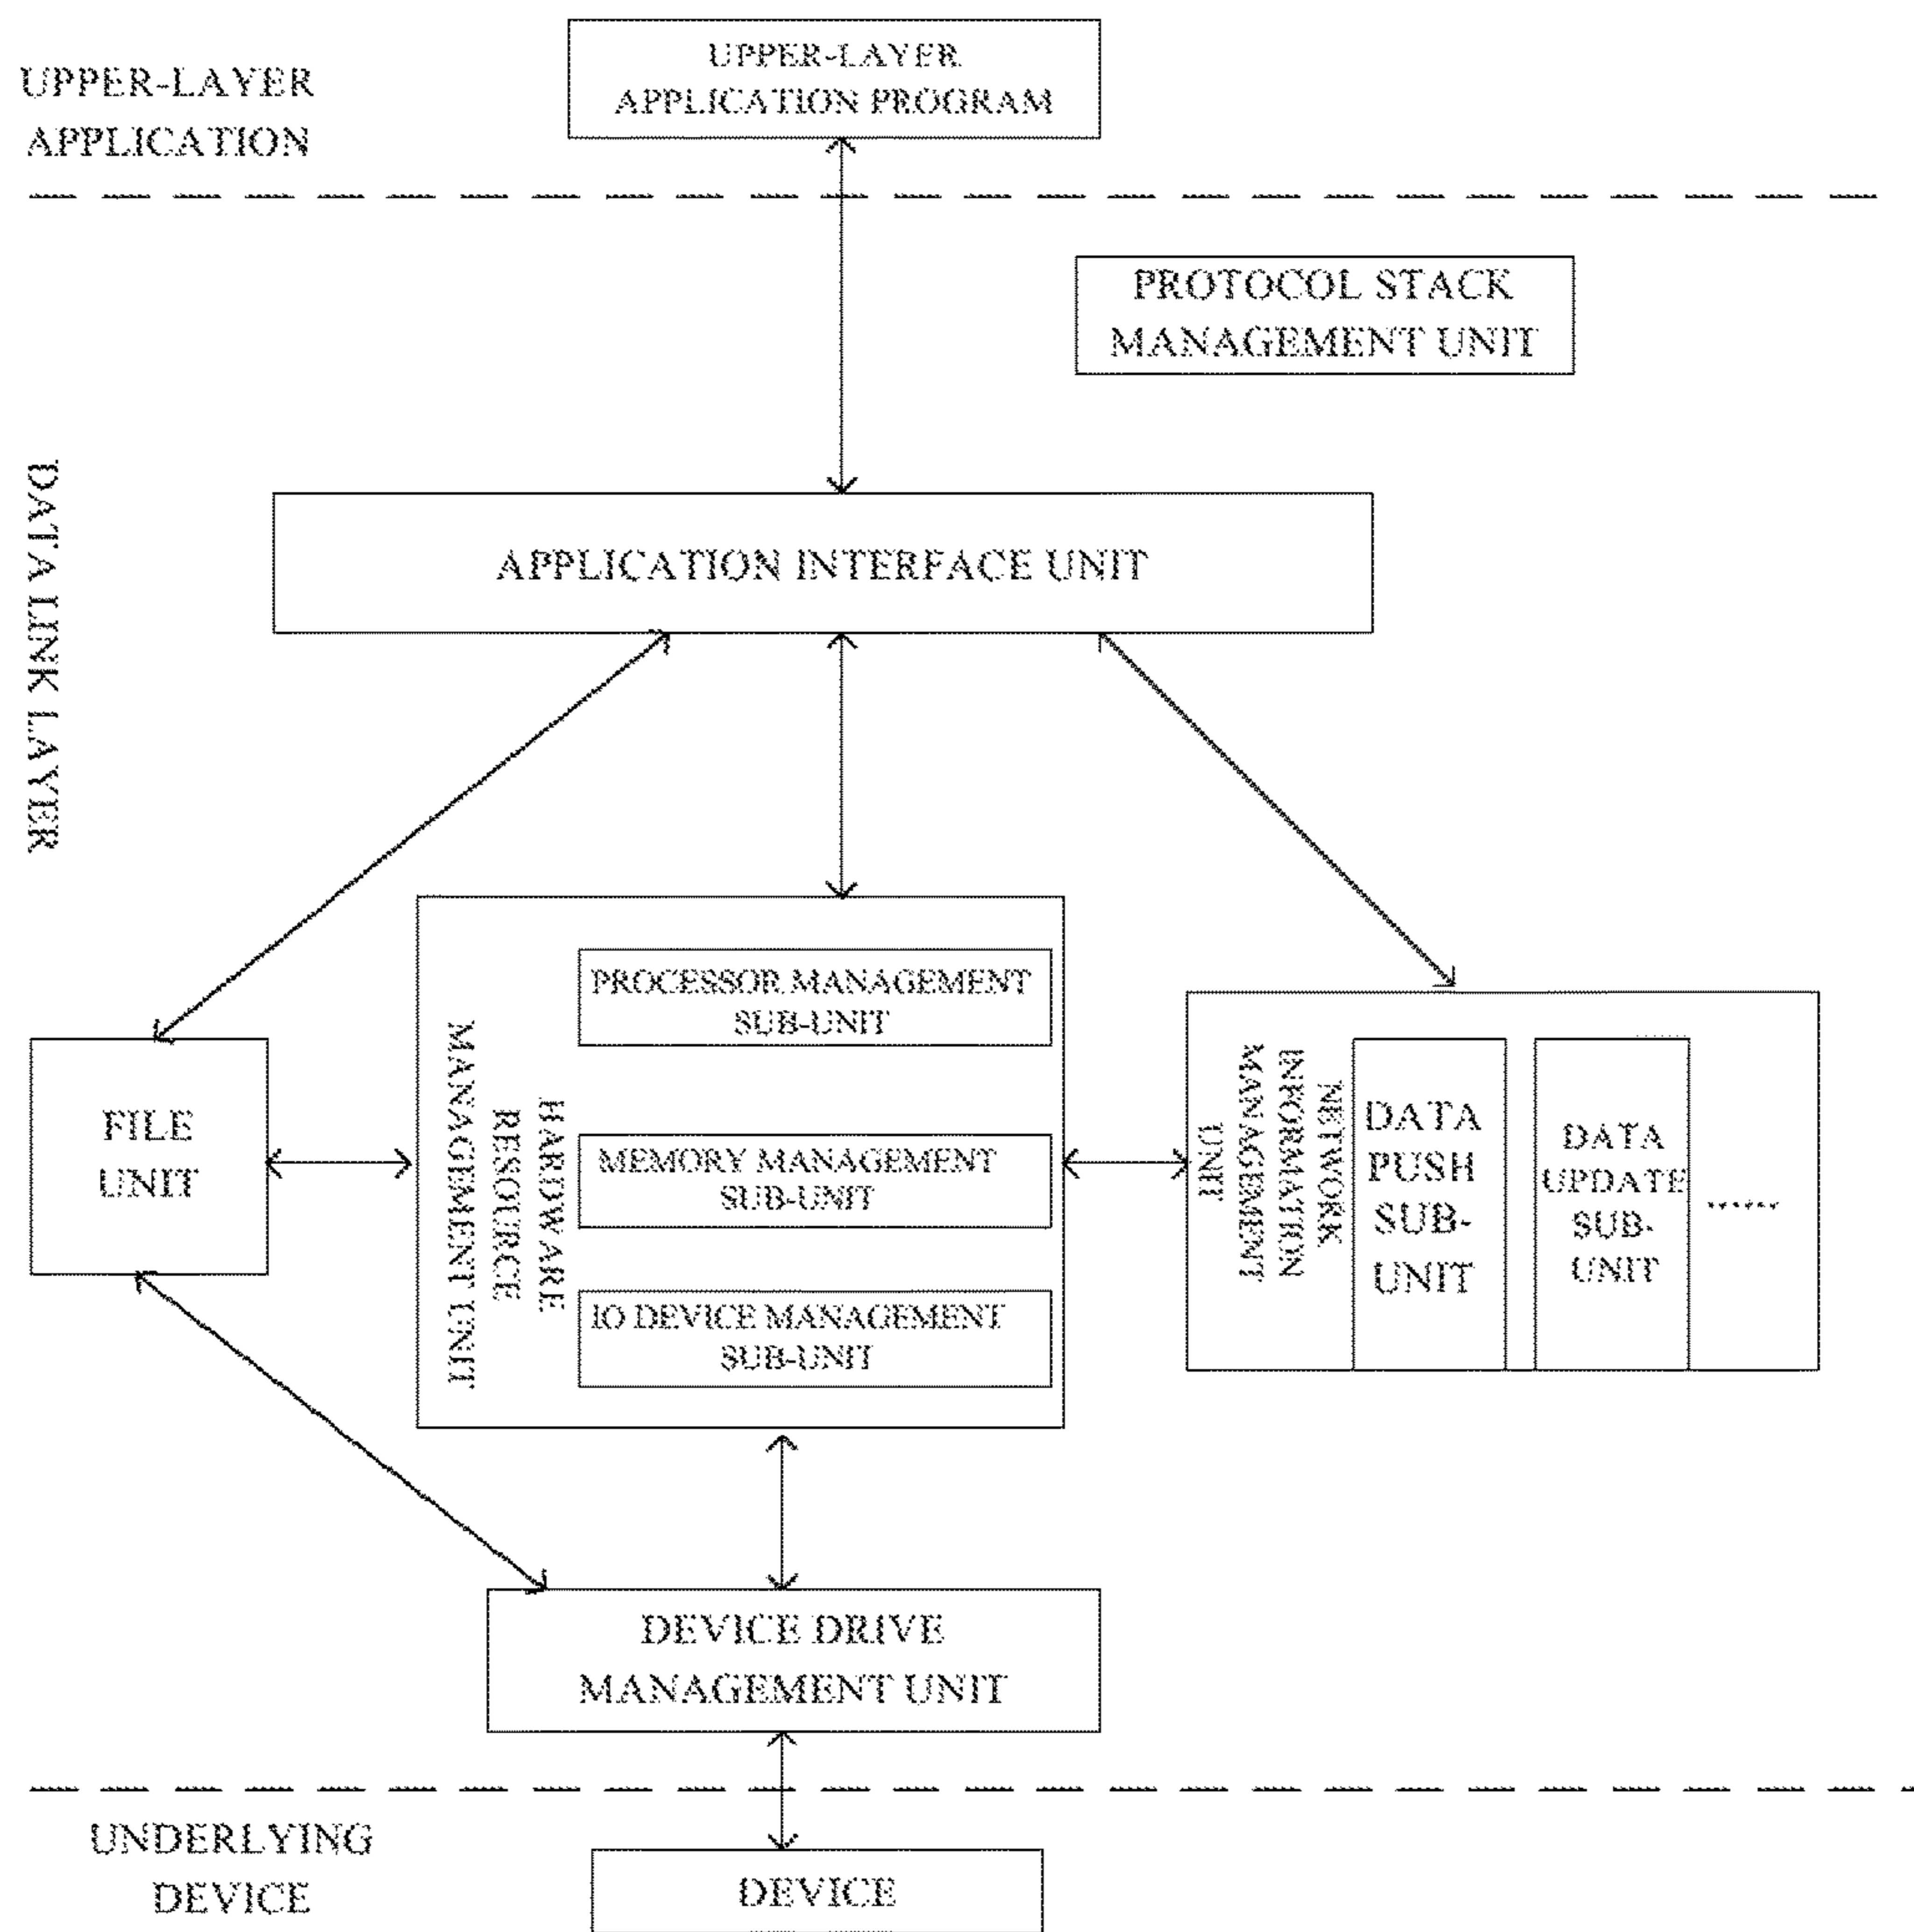 UPPER-LAYER
APPLICATION
UPPER-LAYER
APPLICATION PROGRAM
PROTOCOL STACK
MANAGEMENT UNIT
DATA LINK LAYER
APPLICATION INTERFACE UNIT
FILE
UNIT
HARDWARE
RESOURCE
MANAGEMENT UNIT
PROCESSOR MANAGEMENT
SUB-UNIT
MEMORY MANAGEMENT
SUB-UNIT
IO DEVICE MANAGEMENT
SUB-UNIT
NETWORK
INFORMATION
MANAGEMENT
UNIT
DATA
PUSH
SUB-
UNIT
DATA
UPDATE
SUB-
UNIT
......
DEVICE DRIVE
MANAGEMENT UNIT
UNDERLYING
DEVICE
DEVICE